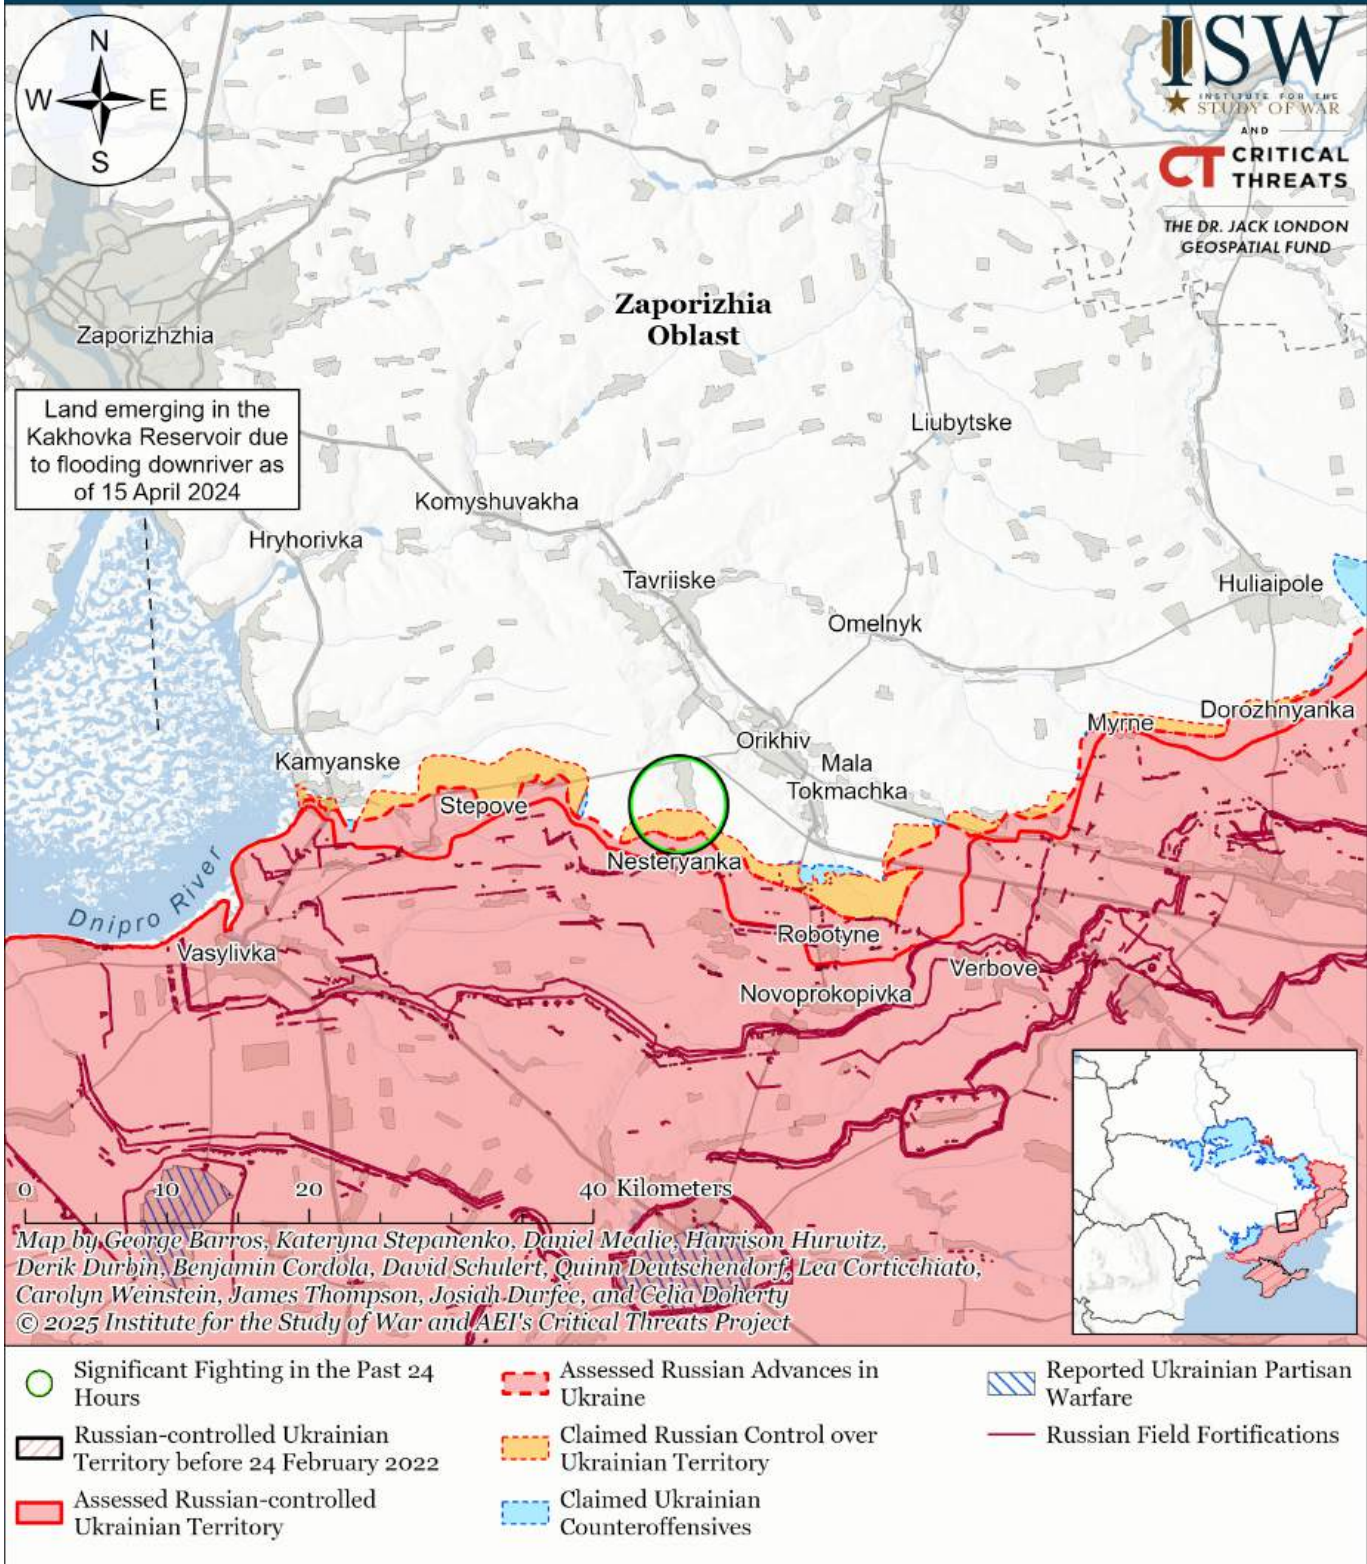 N
W
E
S
ISW
INSTITUTE FOR THE
STUDY OF WAR
AND
CT CRITICAL
THREATS
THE DR. JACK LONDON
GEOSPATIAL FUND
Zaporizhia
Oblast
Zaporizhzhia
Land emerging in the
Kakhovka Reservoir due
to flooding downriver as
of 15 April 2024
Liubytske
Komyshuvakha
Hryhorivka
Tavriiske
Huliaipole
Omelnyk
Dorozhnyanka
Myrne
Orikhiv
Kamyanske
Mala
Tokmachka
Stepove
Nesteryanka
Dnipro River
Robotyne
Vasylivka
Verbove
Novoprokopivka
0 10 20 40 Kilometers
Map by George Barros, Kateryna Stepanenko, Daniel Mealie, Harrison Hurwitz,
Derik Durbin, Benjamin Cordola, David Schulert, Quinn Deutschendorf, Lea Corticchiato,
Carolyn Weinstein, James Thompson, Josiah Durfee, and Celia Doherty
© 2025 Institute for the Study of War and AEI's Critical Threats Project
Significant Fighting in the Past 24
Hours
Russian-controlled Ukrainian
Territory before 24 February 2022
Assessed Russian-controlled
Ukrainian Territory
Assessed Russian Advances in
Ukraine
Claimed Russian Control over
Ukrainian Territory
Claimed Ukrainian
Counteroffensives
Reported Ukrainian Partisan
Warfare
Russian Field Fortifications